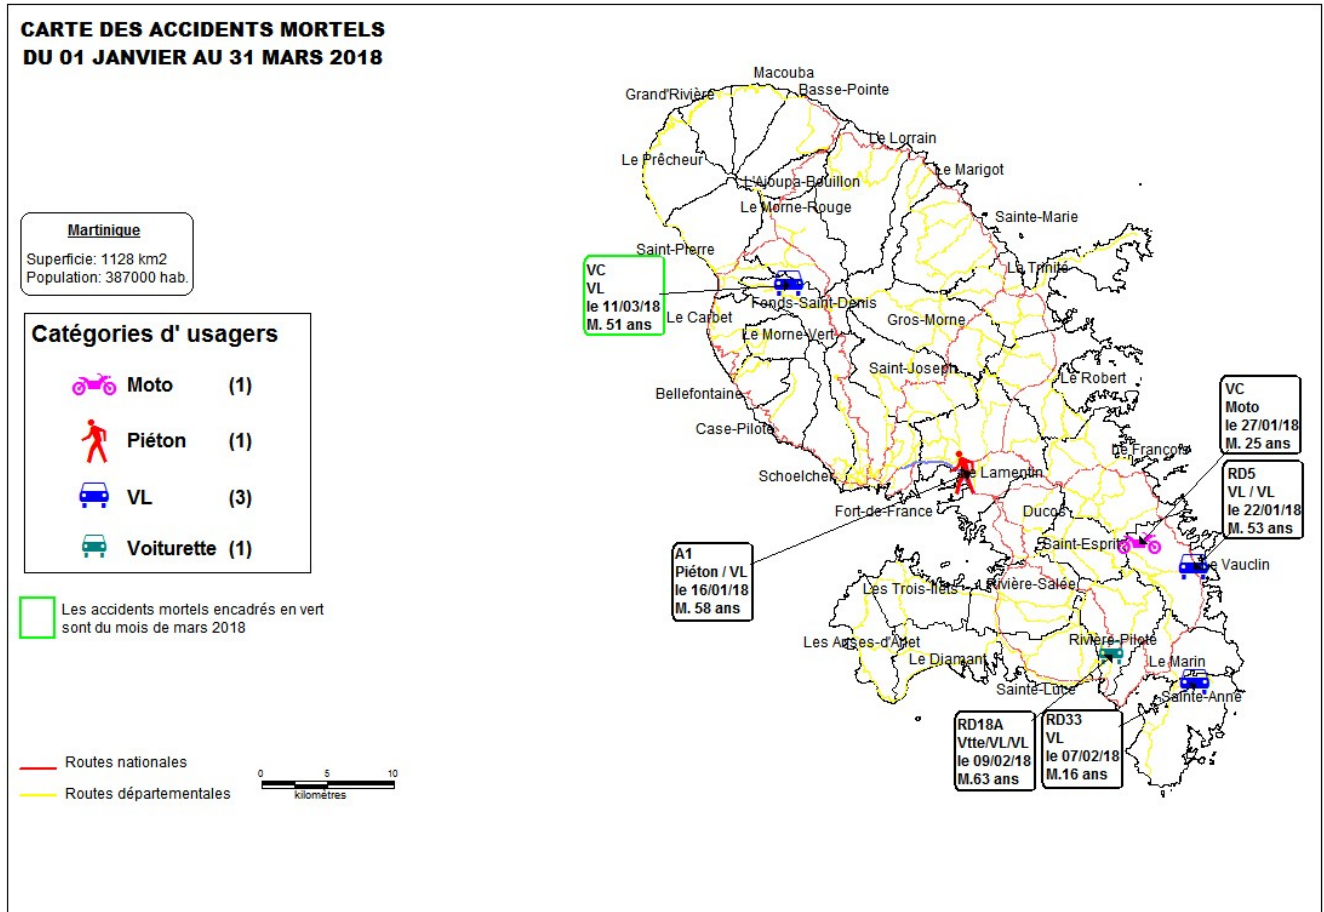 CARTE DES ACCIDENTS MORTELS
DU 01 JANVIER AU 31 MARS 2018
Martinique
Superficie: 1128 km2
Population: 387000 hab.
Catégories d' usagers
Moto (1)
Piéton (1)
VL (3)
Voiturette (1)
Les accidents mortels encadrés en vert
sont du mois de mars 2018
Routes nationales
Routes départementales
0 5 10
kilomètres
Macouba
Grand'Rivière
Basse-Pointe
Le Lorrain
Le Prêcheur
Le Marigot
L'Ajoupa-Bouillon
Le Morne-Rouge
Sainte-Marie
Saint-Pierre
La Trinité
VC
VL
le 11/03/18
M. 51 ans
Fonds-Saint-Denis
Le Carbet
Gros-Morne
Le Morne-Vert
Saint-Joseph
Le Robert
Bellefontaine
Case-Pilote
VC
Moto
le 27/01/18
M. 25 ans
Le François
Schoelcher
Le Lamentin
RD5
VL / VL
le 22/01/18
M. 53 ans
Fort-de-France
Ducos
Saint-Esprit
Le Vauclin
A1
Piéton / VL
le 16/01/18
M. 58 ans
Les Trois-Ilets
Rivière-Salée
Les Anses-d'Arlet
Rivière-Pilote
Le Diamant
Le Marin
Sainte-Luce
Sainte-Anne
RD18A
Vtte/VL/VL
le 09/02/18
M.63 ans
RD33
VL
le 07/02/18
M.16 ans